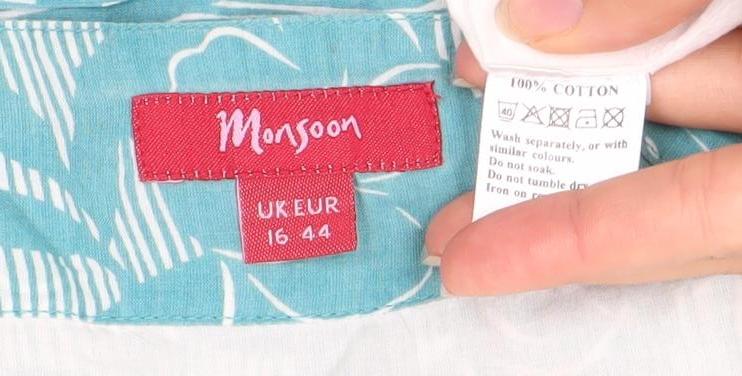 Monsoon
UK EUR
16 44
100% COTTON
40
Wash separately, or with
similar colours.
Do not soak.
Do not tumble dry
Iron on